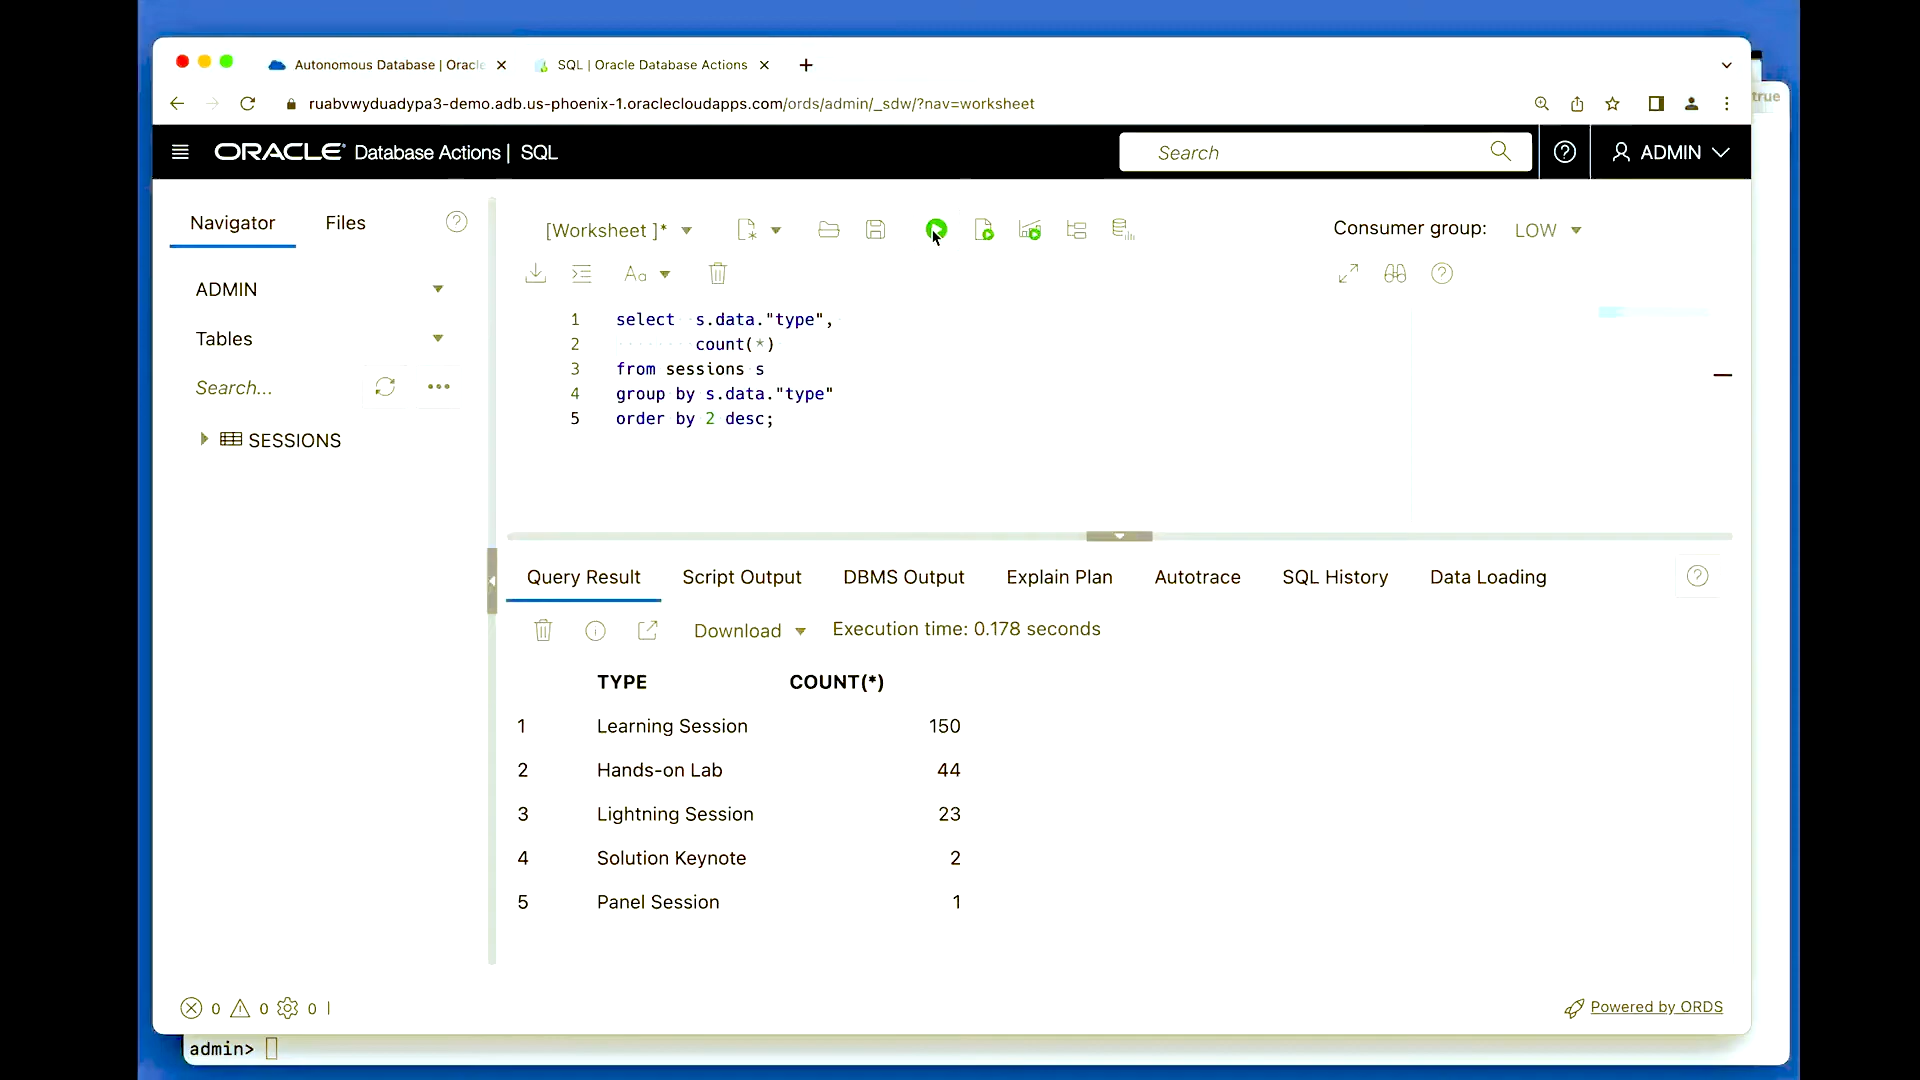 Autonomous Database | Oracle
SQL | Oracle Database Actions
true
ruabvwyduadypa3-demo.adb.us-phoenix-1.oraclecloudapps.com/ords/admin/_sdw/?nav=worksheet
ORACLE Database Actions | SQL
Search
ADMIN
Navigator
Files
[Worksheet ]*
Consumer group: LOW
Aa
ADMIN
Tables
Search...
SESSIONS
1 select s.data."type",
2 count(*)
3 from sessions s
4 group by s.data."type"
5 order by 2 desc;
Query Result
Script Output
DBMS Output
Explain Plan
Autotrace
SQL History
Data Loading
Download
Execution time: 0.178 seconds
TYPE COUNT(*)
1 Learning Session 150
2 Hands-on Lab 44
3 Lightning Session 23
4 Solution Keynote 2
5 Panel Session 1
0 0 0 |
Powered by ORDS
admin>